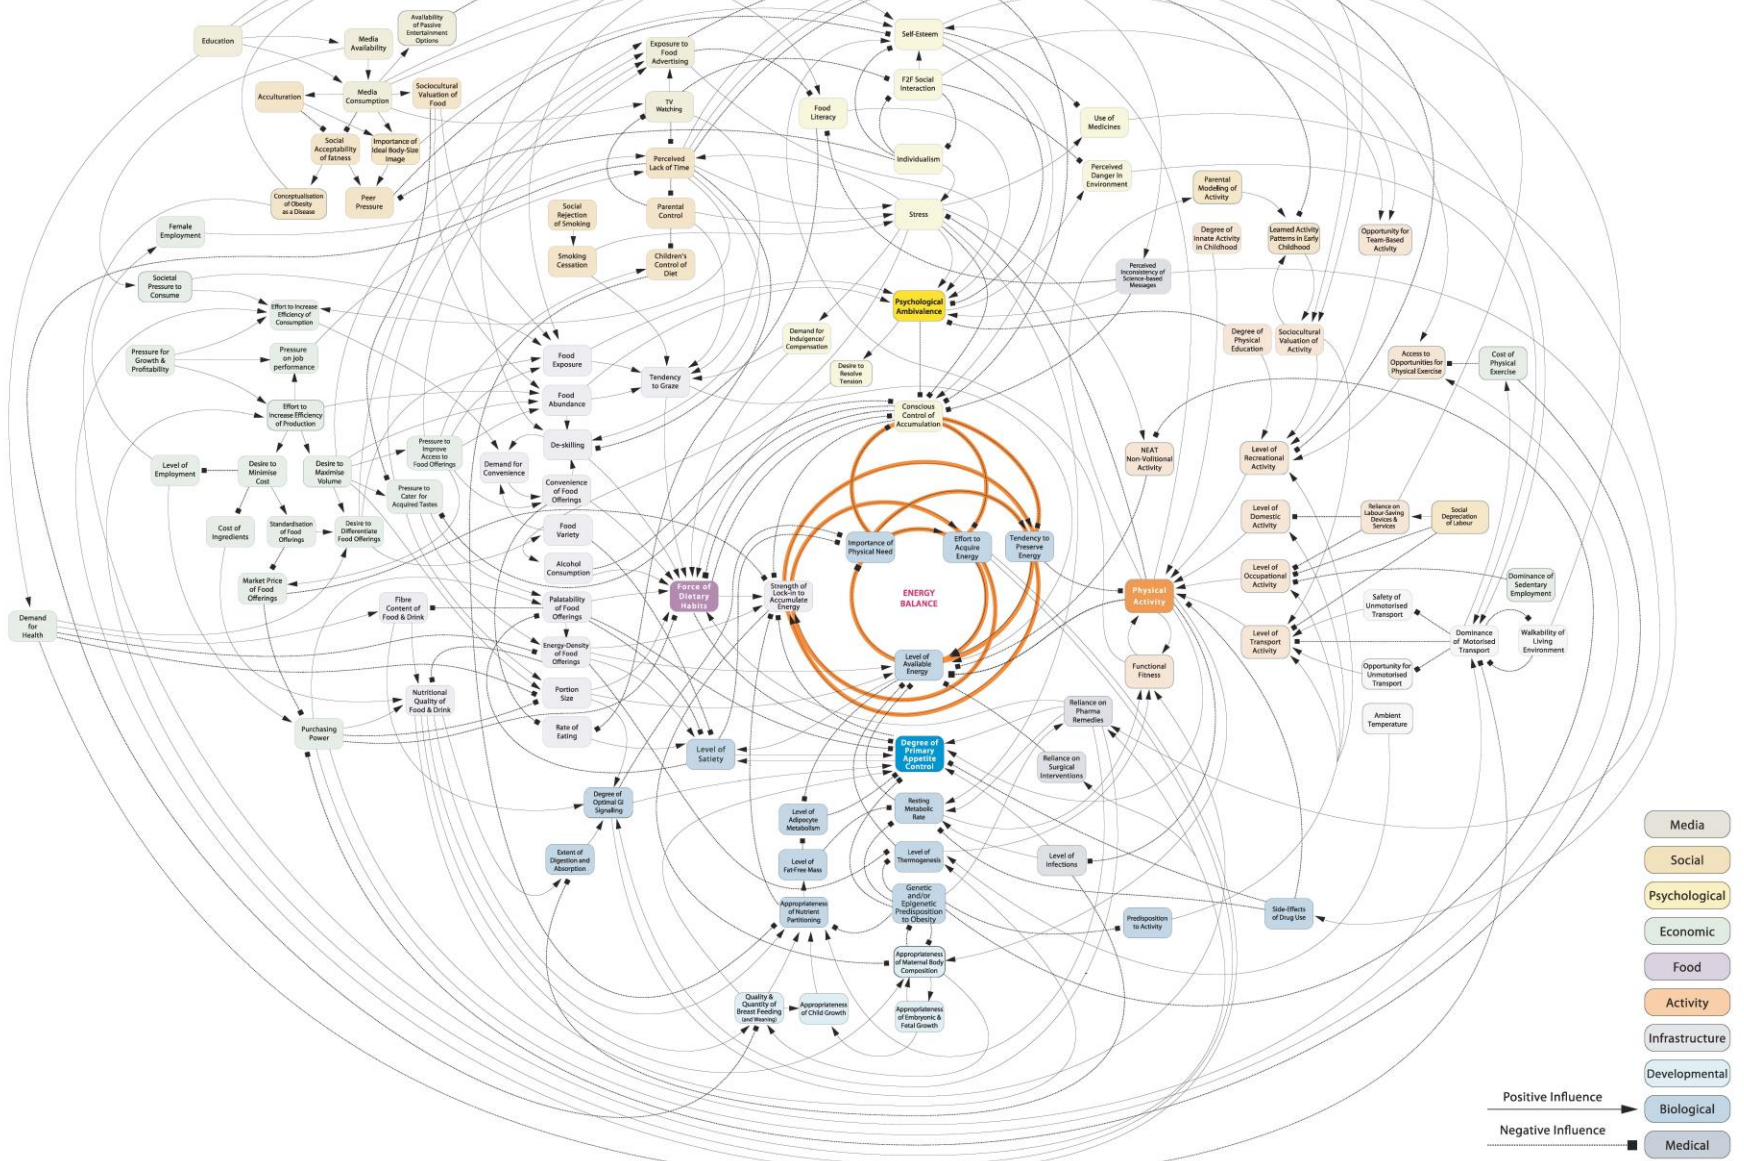 Education
Media
Availability
Availability
of Passive
Entertainment
Options
Acculturation
Media
Consumption
Sociocultural
Valuation of
Food
Social
Acceptability
of fatness
Importance of
Ideal Body-Size
Image
Conceptualisation
of Obesity
as a Disease
Peer
Pressure
Female
Employment
Societal
Pressure to
Consume
Effort to Increase
Efficiency of
Consumption
Pressure for
Growth &
Profitability
Pressure
on Job
performance
Effort to
Increase Efficiency
of Production
Level of
Employment
Desire to
Minimise
Cost
Desire to
Maximise
Volume
Pressure to
Improve
Access to
Food Offerings
Pressure to
Cater for
Acquired Tastes
Cost of
Ingredients
Standardisation
of Food
Offerings
Desire to
Differentiate
Food Offerings
Market Price
of Food
Offerings
Demand
for
Health
Fibre
Content of
Food & Drink
Nutritional
Quality of
Food & Drink
Purchasing
Power
Exposure to
Food
Advertising
TV
Watching
Perceived
Lack of Time
Social
Rejection
of Smoking
Parental
Control
Smoking
Cessation
Children's
Control of
Diet
Food
Exposure
Tendency
to Graze
Food
Abundance
De-skilling
Demand for
Convenience
Convenience
of Food
Offerings
Food
Variety
Alcohol
Consumption
Palatability
of Food
Offerings
Energy-Density
of Food
Offerings
Portion
Size
Rate of
Eating
Force of
Dietary
Habits
Strength of
Lock-in to
Accumulate
Energy
Level of
Satiety
Degree of
Optimal GI
Signalling
Extent of
Digestion and
Absorption
Self-Esteem
F2F Social
Interaction
Food
Literacy
Individualism
Stress
Use of
Medicines
Perceived
Danger in
Environment
Psychological
Ambivalence
Demand for
Indulgence/
Compensation
Desire to
Resolve
Tension
Conscious
Control of
Accumulation
Importance of
Physical Need
Effort to
Acquire
Energy
Tendency to
Preserve
Energy
ENERGY
BALANCE
Level of
Available
Energy
Degree of
Primary
Appetite
Control
Level of
Adipocyte
Metabolism
Resting
Metabolic
Rate
Level of
Fat-Free Mass
Level of
Thermogenesis
Appropriateness
of Nutrient
Partitioning
Genetic
and/or
Epigenetic
Predisposition
to Obesity
Appropriateness
of Maternal Body
Composition
Quality &
Quantity of
Breast Feeding
(and Weaning)
Appropriateness
of Child Growth
Appropriateness
of Embryonic &
Fetal Growth
Perceived
Inconsistency of
Science-based
Messages
Parental
Modelling of
Activity
Degree of
Innate Activity
in Childhood
Learned Activity
Patterns in Early
Childhood
Opportunity for
Team-Based
Activity
Degree of
Physical
Education
Sociocultural
Valuation of
Activity
Access to
Opportunities for
Physical Exercise
Cost of
Physical
Exercise
NEAT
Non-Volitional
Activity
Level of
Recreational
Activity
Level of
Domestic
Activity
Reliance on
Labour-Saving
Devices &
Services
Social
Depreciation
of Labour
Level of
Occupational
Activity
Dominance of
Sedentary
Employment
Physical
Activity
Safety of
Unmotorised
Transport
Level of
Transport
Activity
Dominance
of Motorised
Transport
Walkability of
Living
Environment
Opportunity for
Unmotorised
Transport
Functional
Fitness
Ambient
Temperature
Reliance on
Pharma
Remedies
Reliance on
Surgical
Interventions
Level of
Infections
Predisposition
to Activity
Side-Effects
of Drug Use
Media
Social
Psychological
Economic
Food
Activity
Infrastructure
Developmental
Biological
Medical
Positive Influence
Negative Influence